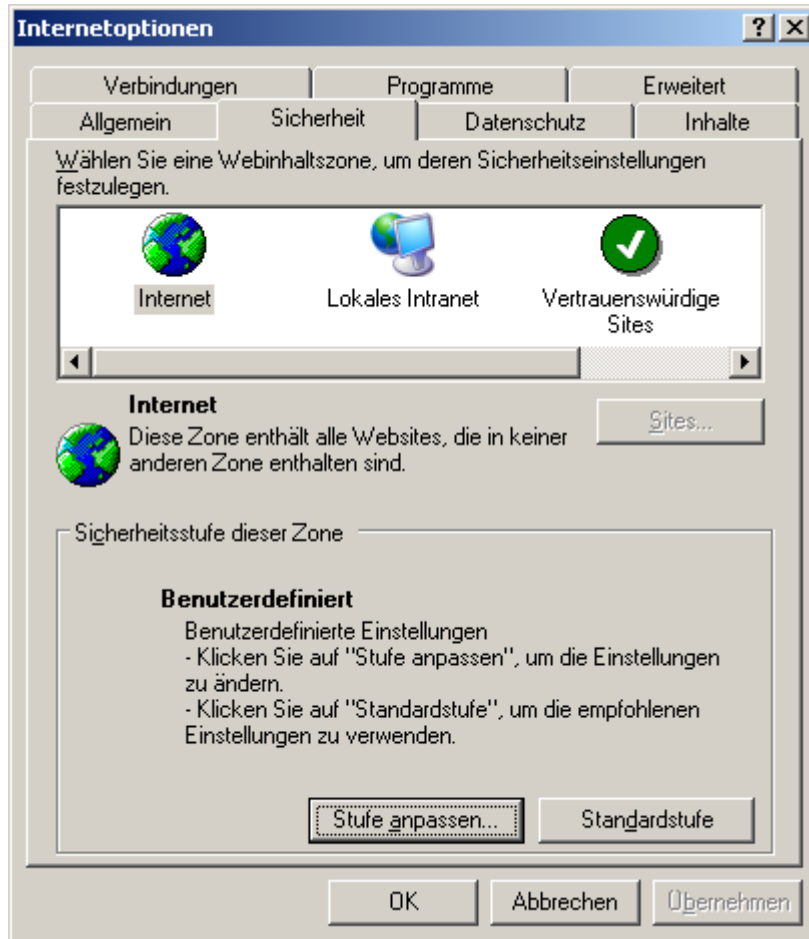 Internetoptionen
Verbindungen
Programme
Erweitert
Allgemein
Sicherheit
Datenschutz
Inhalte
Wählen Sie eine Webinhaltszone, um deren Sicherheitseinstellungen
festzulegen.
Internet
Lokales Intranet
Vertrauenswürdige
Sites
Internet
Diese Zone enthält alle Websites, die in keiner
anderen Zone enthalten sind.
Sites...
Sicherheitsstufe dieser Zone
Benutzerdefiniert
Benutzerdefinierte Einstellungen
- Klicken Sie auf "Stufe anpassen", um die Einstellungen
zu ändern.
- Klicken Sie auf "Standardstufe", um die empfohlenen
Einstellungen zu verwenden.
Stufe anpassen...
Standardstufe
OK
Abbrechen
Übernehmen